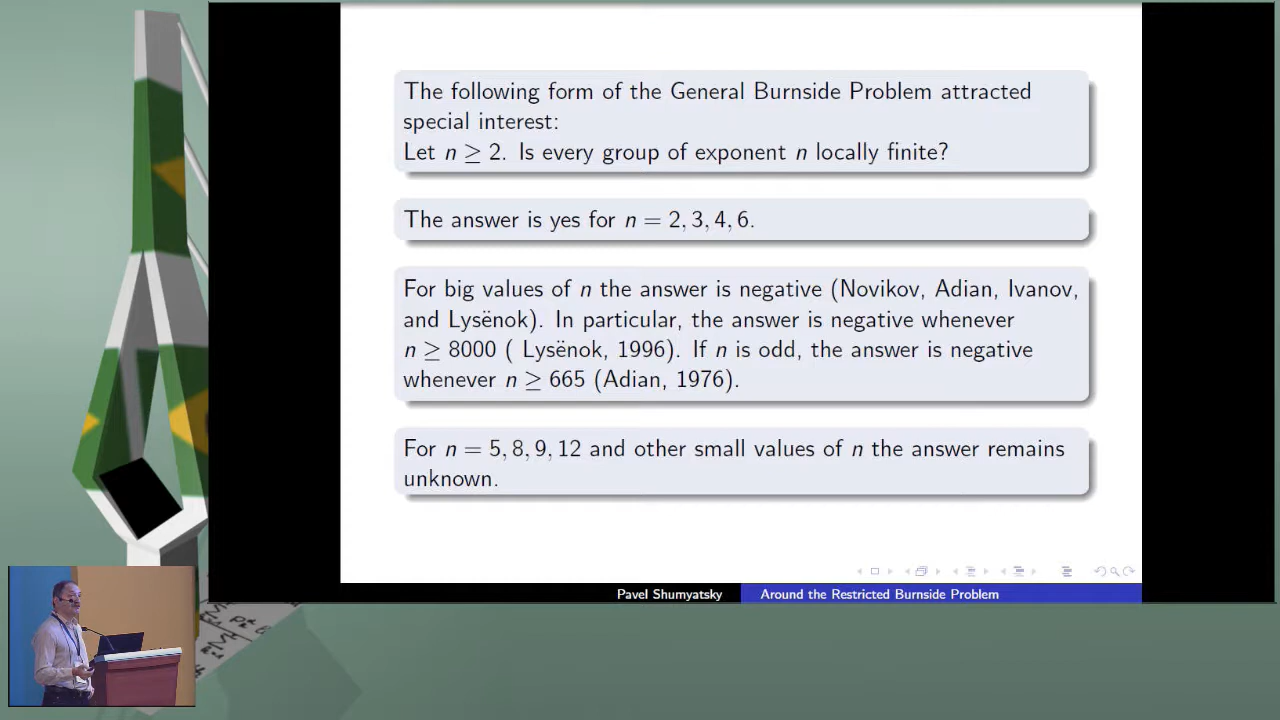 The following form of the General Burnside Problem attracted
special interest:
Let n ≥ 2. Is every group of exponent n locally finite?
The answer is yes for n = 2, 3, 4, 6.
For big values of n the answer is negative (Novikov, Adian, Ivanov,
and Lysënok). In particular, the answer is negative whenever
n ≥ 8000 ( Lysënok, 1996). If n is odd, the answer is negative
whenever n ≥ 665 (Adian, 1976).
For n = 5, 8, 9, 12 and other small values of n the answer remains
unknown.
Pavel Shumyatsky
Around the Restricted Burnside Problem